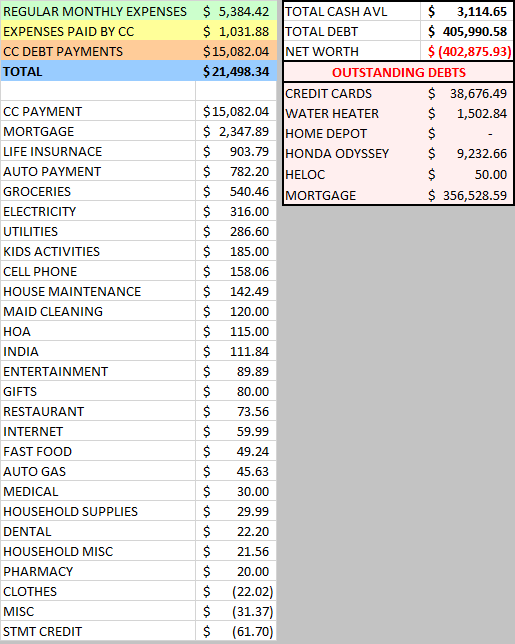 REGULAR MONTHLY EXPENSES $ 5,384.42
EXPENSES PAID BY CC $ 1,031.88
CC DEBT PAYMENTS $15,082.04
TOTAL $21,498.34
CC PAYMENT $15,082.04
MORTGAGE $ 2,347.89
LIFE INSURNACE $ 903.79
AUTO PAYMENT $ 782.20
GROCERIES $ 540.46
ELECTRICITY $ 316.00
UTILITIES $ 286.60
KIDS ACTIVITIES $ 185.00
CELL PHONE $ 158.06
HOUSE MAINTENANCE $ 142.49
MAID CLEANING $ 120.00
HOA $ 115.00
INDIA $ 111.84
ENTERTAINMENT $ 89.89
GIFTS $ 80.00
RESTAURANT $ 73.56
INTERNET $ 59.99
FAST FOOD $ 49.24
AUTO GAS $ 45.63
MEDICAL $ 30.00
HOUSEHOLD SUPPLIES $ 29.99
DENTAL $ 22.20
HOUSEHOLD MISC $ 21.56
PHARMACY $ 20.00
CLOTHES $ (22.02)
MISC $ (31.37)
STMT CREDIT $ (61.70)
TOTAL CASH AVL $ 3,114.65
TOTAL DEBT $ 405,990.58
NET WORTH $ (402,875.93)
OUTSTANDING DEBTS
CREDIT CARDS $ 38,676.49
WATER HEATER $ 1,502.84
HOME DEPOT $ -
HONDA ODYSSEY $ 9,232.66
HELOC $ 50.00
MORTGAGE $ 356,528.59